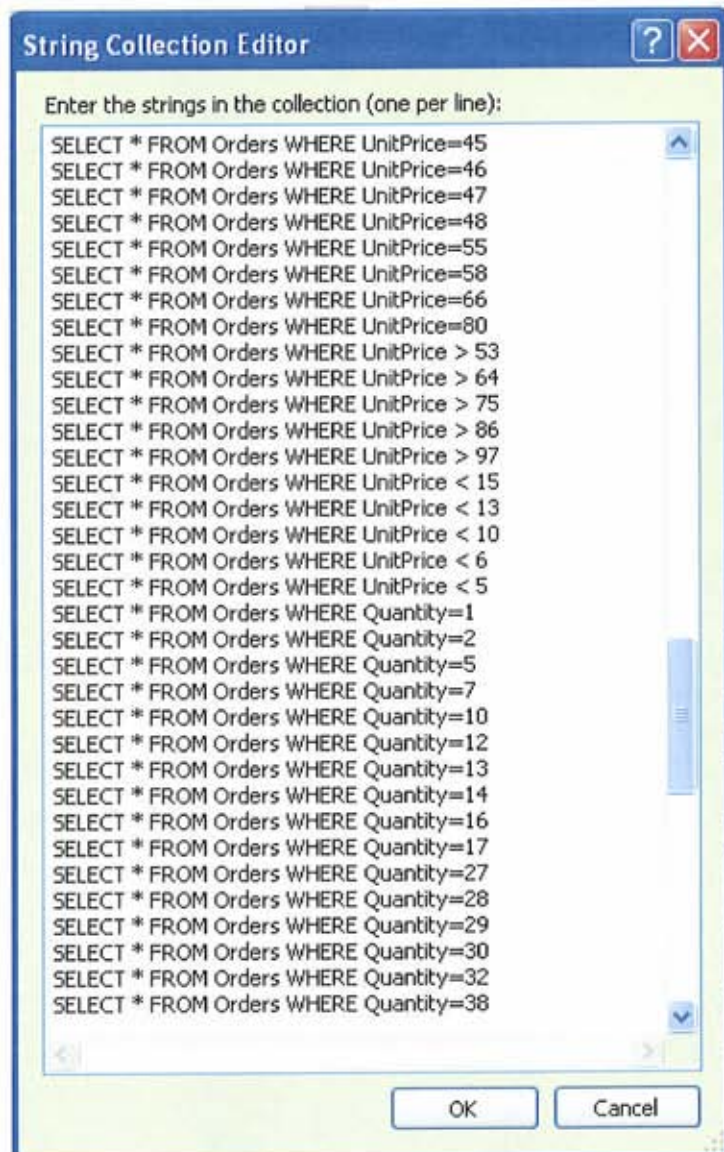 String Collection Editor
Enter the strings in the collection (one per line):
SELECT * FROM Orders WHERE UnitPrice=45
SELECT * FROM Orders WHERE UnitPrice=46
SELECT * FROM Orders WHERE UnitPrice=47
SELECT * FROM Orders WHERE UnitPrice=48
SELECT * FROM Orders WHERE UnitPrice=55
SELECT * FROM Orders WHERE UnitPrice=58
SELECT * FROM Orders WHERE UnitPrice=66
SELECT * FROM Orders WHERE UnitPrice=80
SELECT * FROM Orders WHERE UnitPrice > 53
SELECT * FROM Orders WHERE UnitPrice > 64
SELECT * FROM Orders WHERE UnitPrice > 75
SELECT * FROM Orders WHERE UnitPrice > 86
SELECT * FROM Orders WHERE UnitPrice > 97
SELECT * FROM Orders WHERE UnitPrice < 15
SELECT * FROM Orders WHERE UnitPrice < 13
SELECT * FROM Orders WHERE UnitPrice < 10
SELECT * FROM Orders WHERE UnitPrice < 6
SELECT * FROM Orders WHERE UnitPrice < 5
SELECT * FROM Orders WHERE Quantity=1
SELECT * FROM Orders WHERE Quantity=2
SELECT * FROM Orders WHERE Quantity=5
SELECT * FROM Orders WHERE Quantity=7
SELECT * FROM Orders WHERE Quantity=10
SELECT * FROM Orders WHERE Quantity=12
SELECT * FROM Orders WHERE Quantity=13
SELECT * FROM Orders WHERE Quantity=14
SELECT * FROM Orders WHERE Quantity=16
SELECT * FROM Orders WHERE Quantity=17
SELECT * FROM Orders WHERE Quantity=27
SELECT * FROM Orders WHERE Quantity=28
SELECT * FROM Orders WHERE Quantity=29
SELECT * FROM Orders WHERE Quantity=30
SELECT * FROM Orders WHERE Quantity=32
SELECT * FROM Orders WHERE Quantity=38
OK Cancel